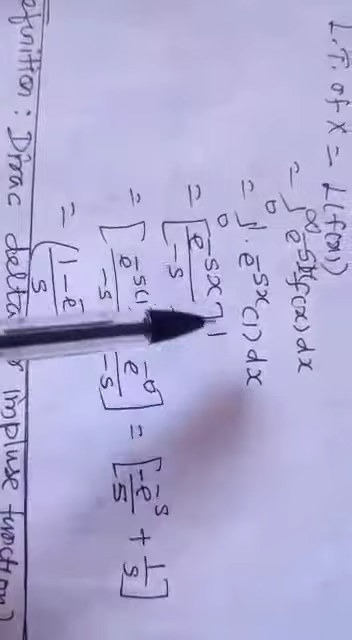 L.T. of x = L(f(x))
= ∫₀^∞ e^-sx f(x) dx
= ∫₀^1 . e^-sx (1) dx
= [e^-sx / -s]₀^1
= [e^-s(1) / -s e^-0 / -s] = [-e^-s / s + 1/s]
= (1 - e / s
Definition: Dirac delta impluse function)